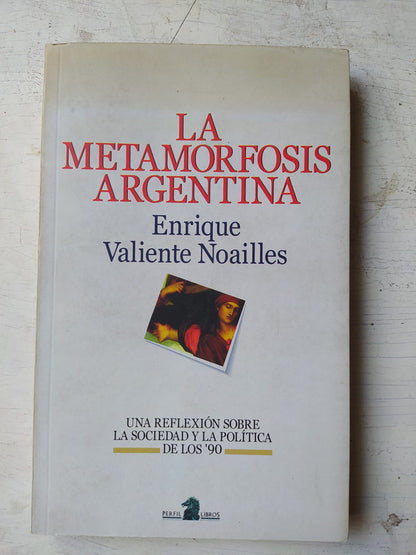 LA
METAMORFOSIS
ARGENTINA
Enrique
Valiente Noailles
UNA REFLEXIÓN SOBRE
LA SOCIEDAD Y LA POLÍTICA
DE LOS '90
PERFIL LIBROS